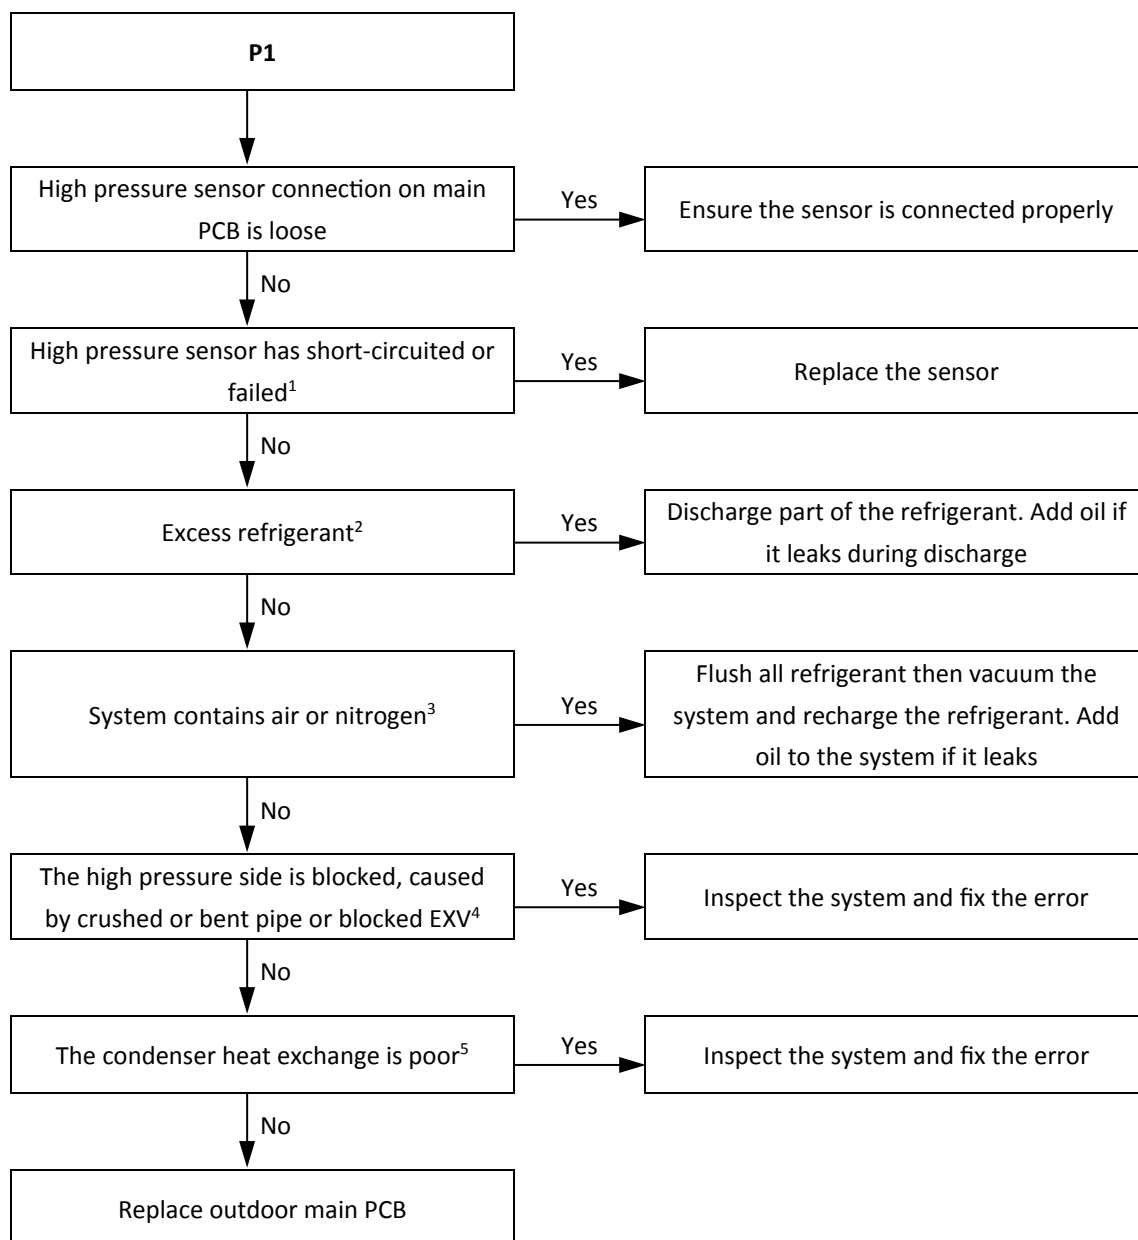 P1
High pressure sensor connection on main
PCB is loose
Yes
Ensure the sensor is connected properly
No
High pressure sensor has short-circuited or
failed1
Yes
Replace the sensor
No
Excess refrigerant2
Yes
Discharge part of the refrigerant. Add oil if
it leaks during discharge
No
System contains air or nitrogen3
Yes
Flush all refrigerant then vacuum the
system and recharge the refrigerant. Add
oil to the system if it leaks
No
The high pressure side is blocked, caused
by crushed or bent pipe or blocked EXV4
Yes
Inspect the system and fix the error
No
The condenser heat exchange is poor5
Yes
Inspect the system and fix the error
No
Replace outdoor main PCB